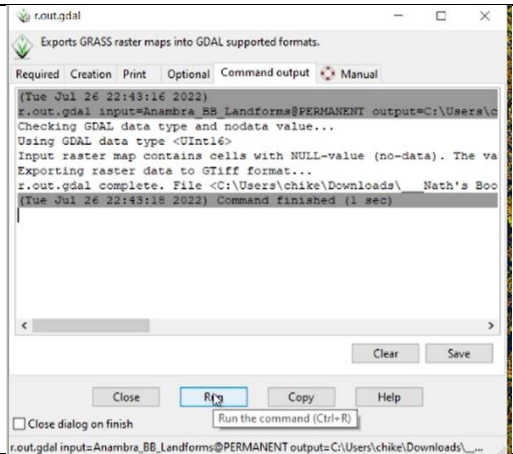 r.out.gdal
Exports GRASS raster maps into GDAL supported formats.
Required Creation Print Optional Command output Manual
(Tue Jul 26 22:43:16 2022)
r.out.gdal input=Anambra_BB_Landforms@PERMANENT output=C:\Users\c
Checking GDAL data type and nodata value...
Using GDAL data type <UInt16>
Input raster map contains cells with NULL-value (no-data). The va
Exporting raster data to GTiff format...
r.out.gdal complete. File <C:\Users\chike\Downloads\___Nath's Boo
(Tue Jul 26 22:43:18 2022) Command finished (1 sec)
Clear Save
Close Run Copy Help
Close dialog on finish
Run the command (Ctrl+R)
r.out.gdal input=Anambra_BB_Landforms@PERMANENT output=C:\Users\chike\Downloads\__...